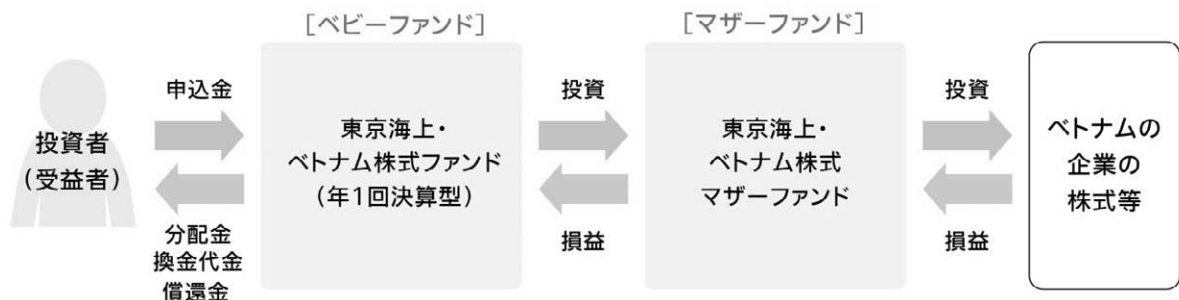 [ベビーファンド]
[マザーファンド]
投資者
(受益者)
申込金
分配金
換金代金
償還金
東京海上・
ベトナム株式ファンド
(年1回決算型)
投資
損益
東京海上・
ベトナム株式
マザーファンド
投資
損益
ベトナムの
企業の
株式等